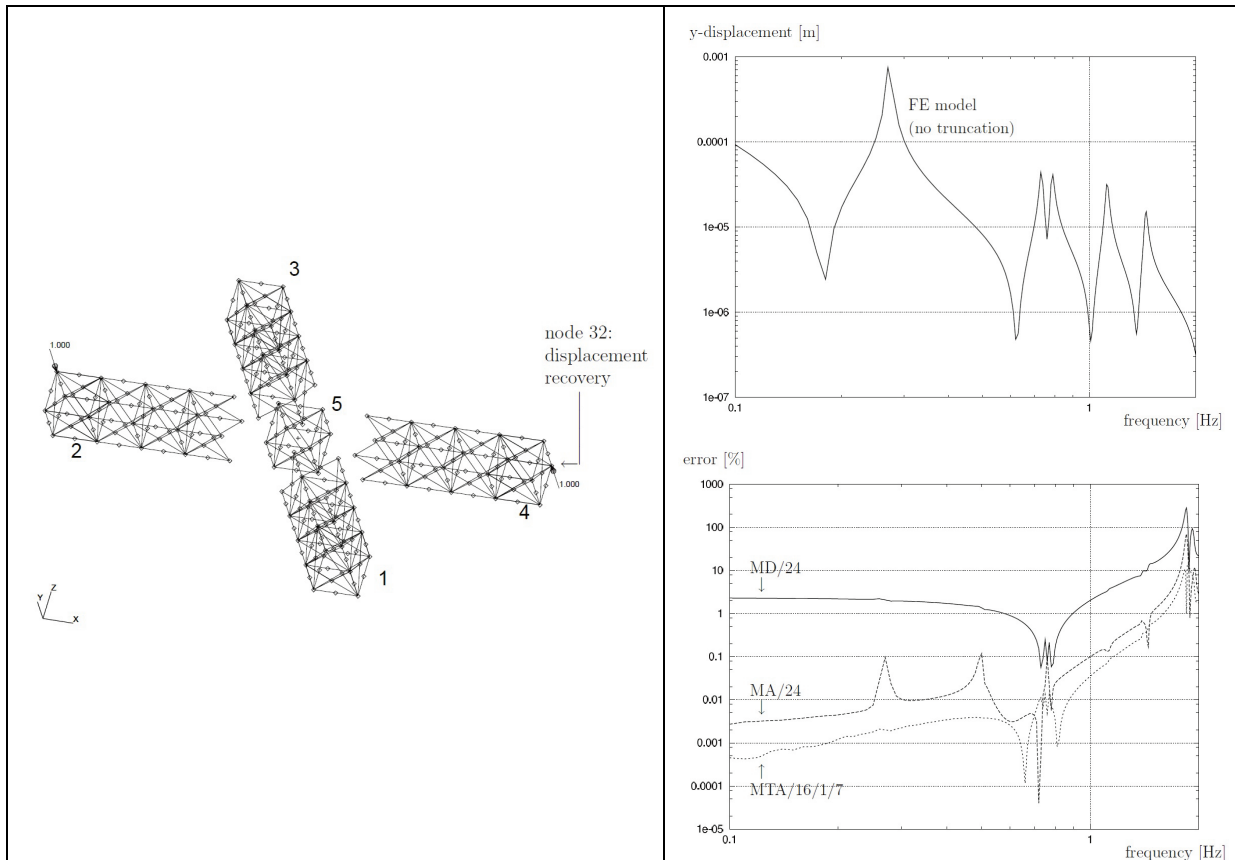 3
1.000
node 32:
displacement
recovery
5
2
1.000
4
1
Y
Z
X
y-displacement [m]
0.001
FE model
(no truncation)
0.0001
1e-05
1e-06
1e-07
0.1
1
frequency [Hz]
error [%]
1000
100
10
MD/24
1
0.1
MA/24
0.01
0.001
0.0001
MTA/16/1/7
1e-05
0.1
1
frequency [Hz]